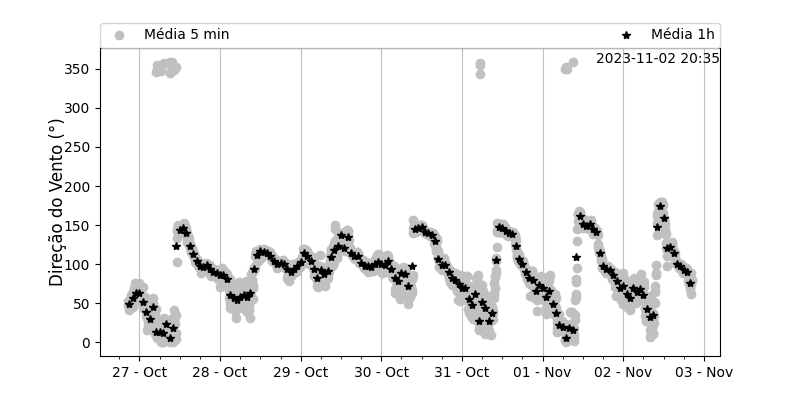 Média 5 min
Média 1h
2023-11-02 20:35
Direção do Vento (°)
350
300
250
200
150
100
50
0
27 - Oct
28 - Oct
29 - Oct
30 - Oct
31 - Oct
01 - Nov
02 - Nov
03 - Nov